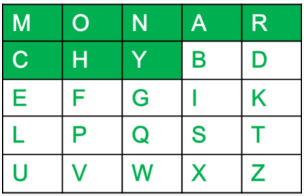 M O N A R
C H Y B D
E F G I K
L P Q S T
U V W X Z